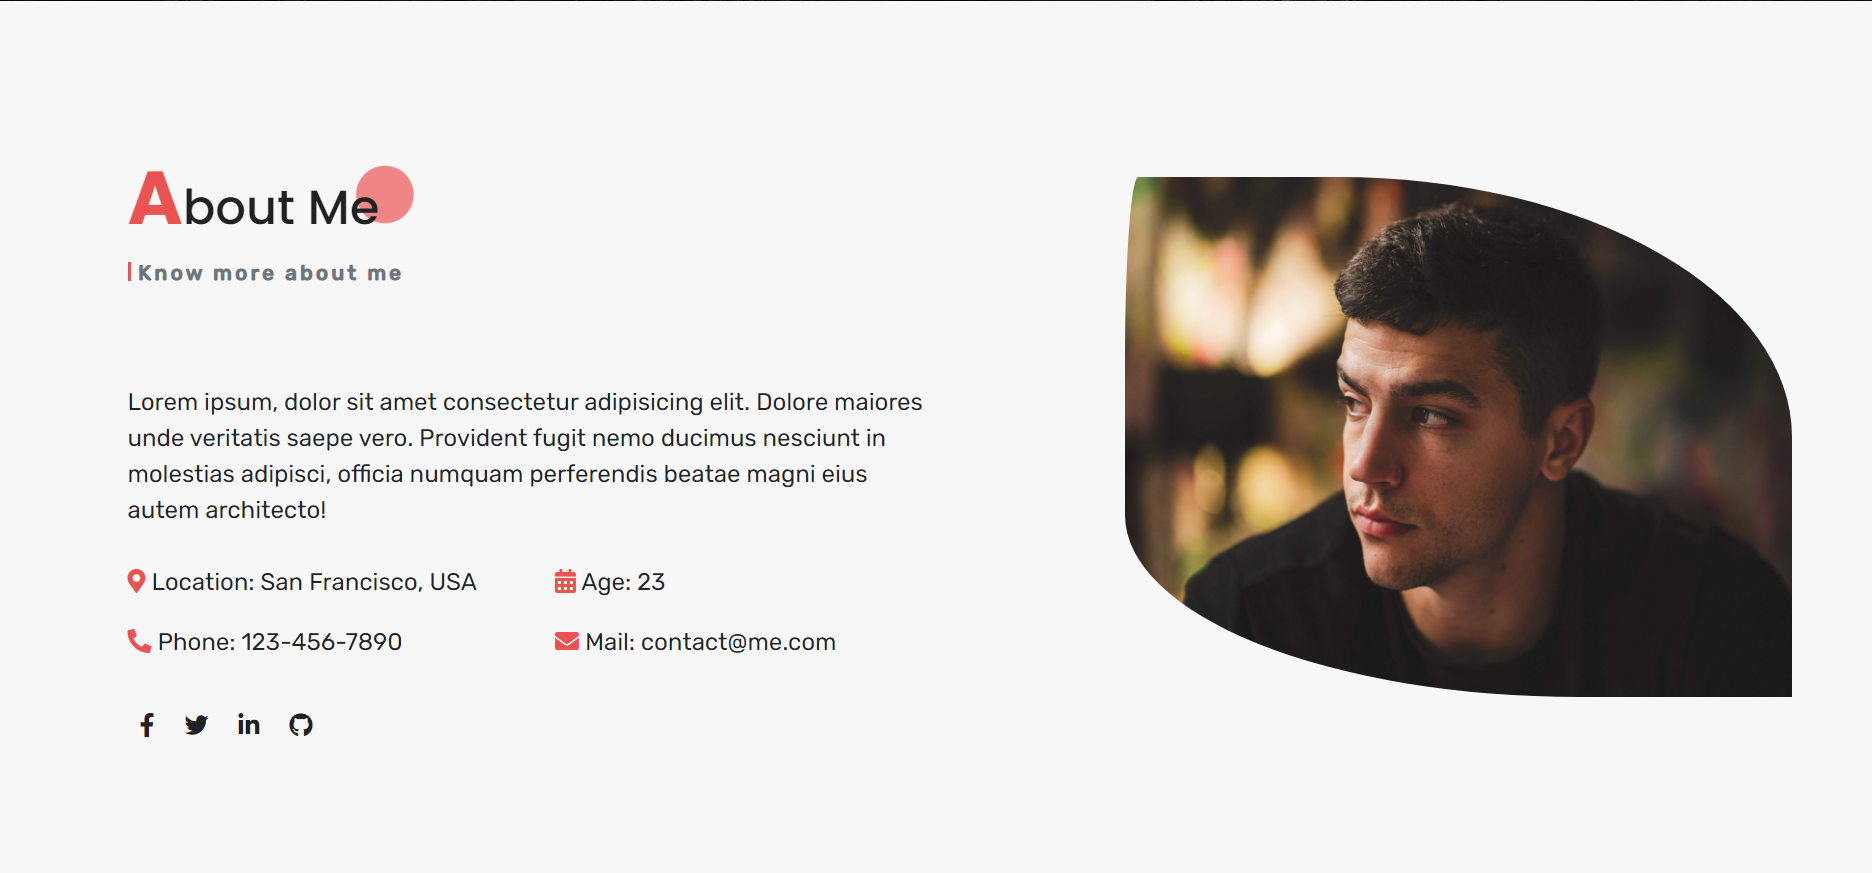 About Me
Know more about me
Lorem ipsum, dolor sit amet consectetur adipisicing elit. Dolore maiores
unde veritatis saepe vero. Provident fugit nemo ducimus nesciunt in
molestias adipisci, officia numquam perferendis beatae magni eius
autem architecto!
Location: San Francisco, USA
Age: 23
Phone: 123-456-7890
Mail: contact@me.com